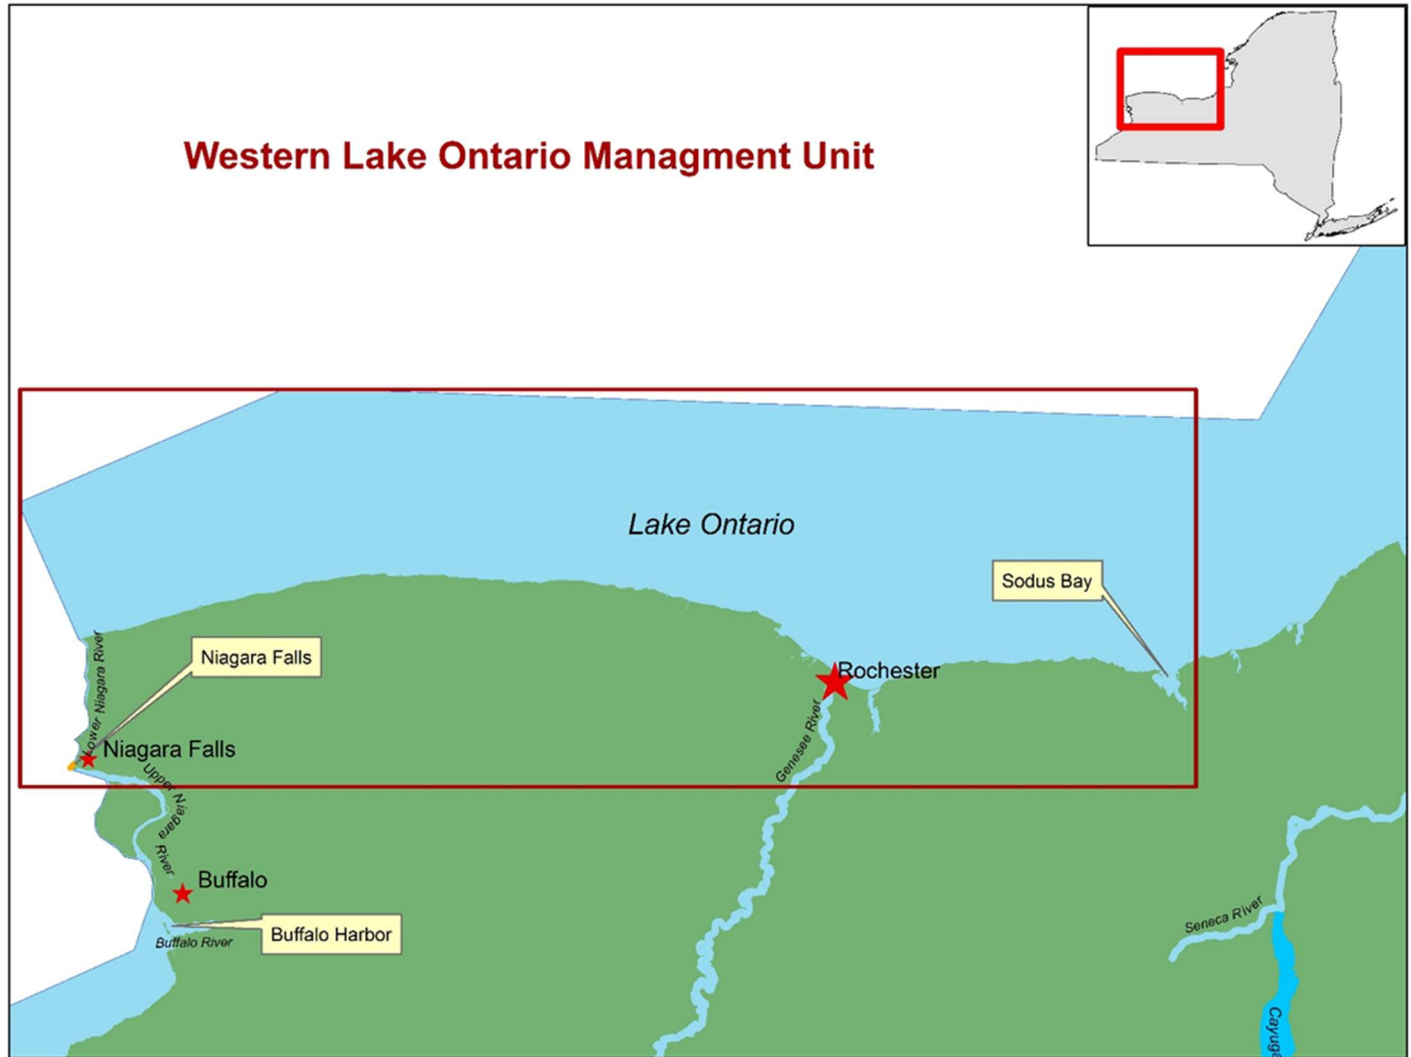 Western Lake Ontario Managment Unit
Lake Ontario
Sodus Bay
Niagara Falls
Rochester
Lower Niagara River
Niagara Falls
Genesee River
Upper Niagara
River
Buffalo
Seneca River
Buffalo Harbor
Buffalo River
Cayuga